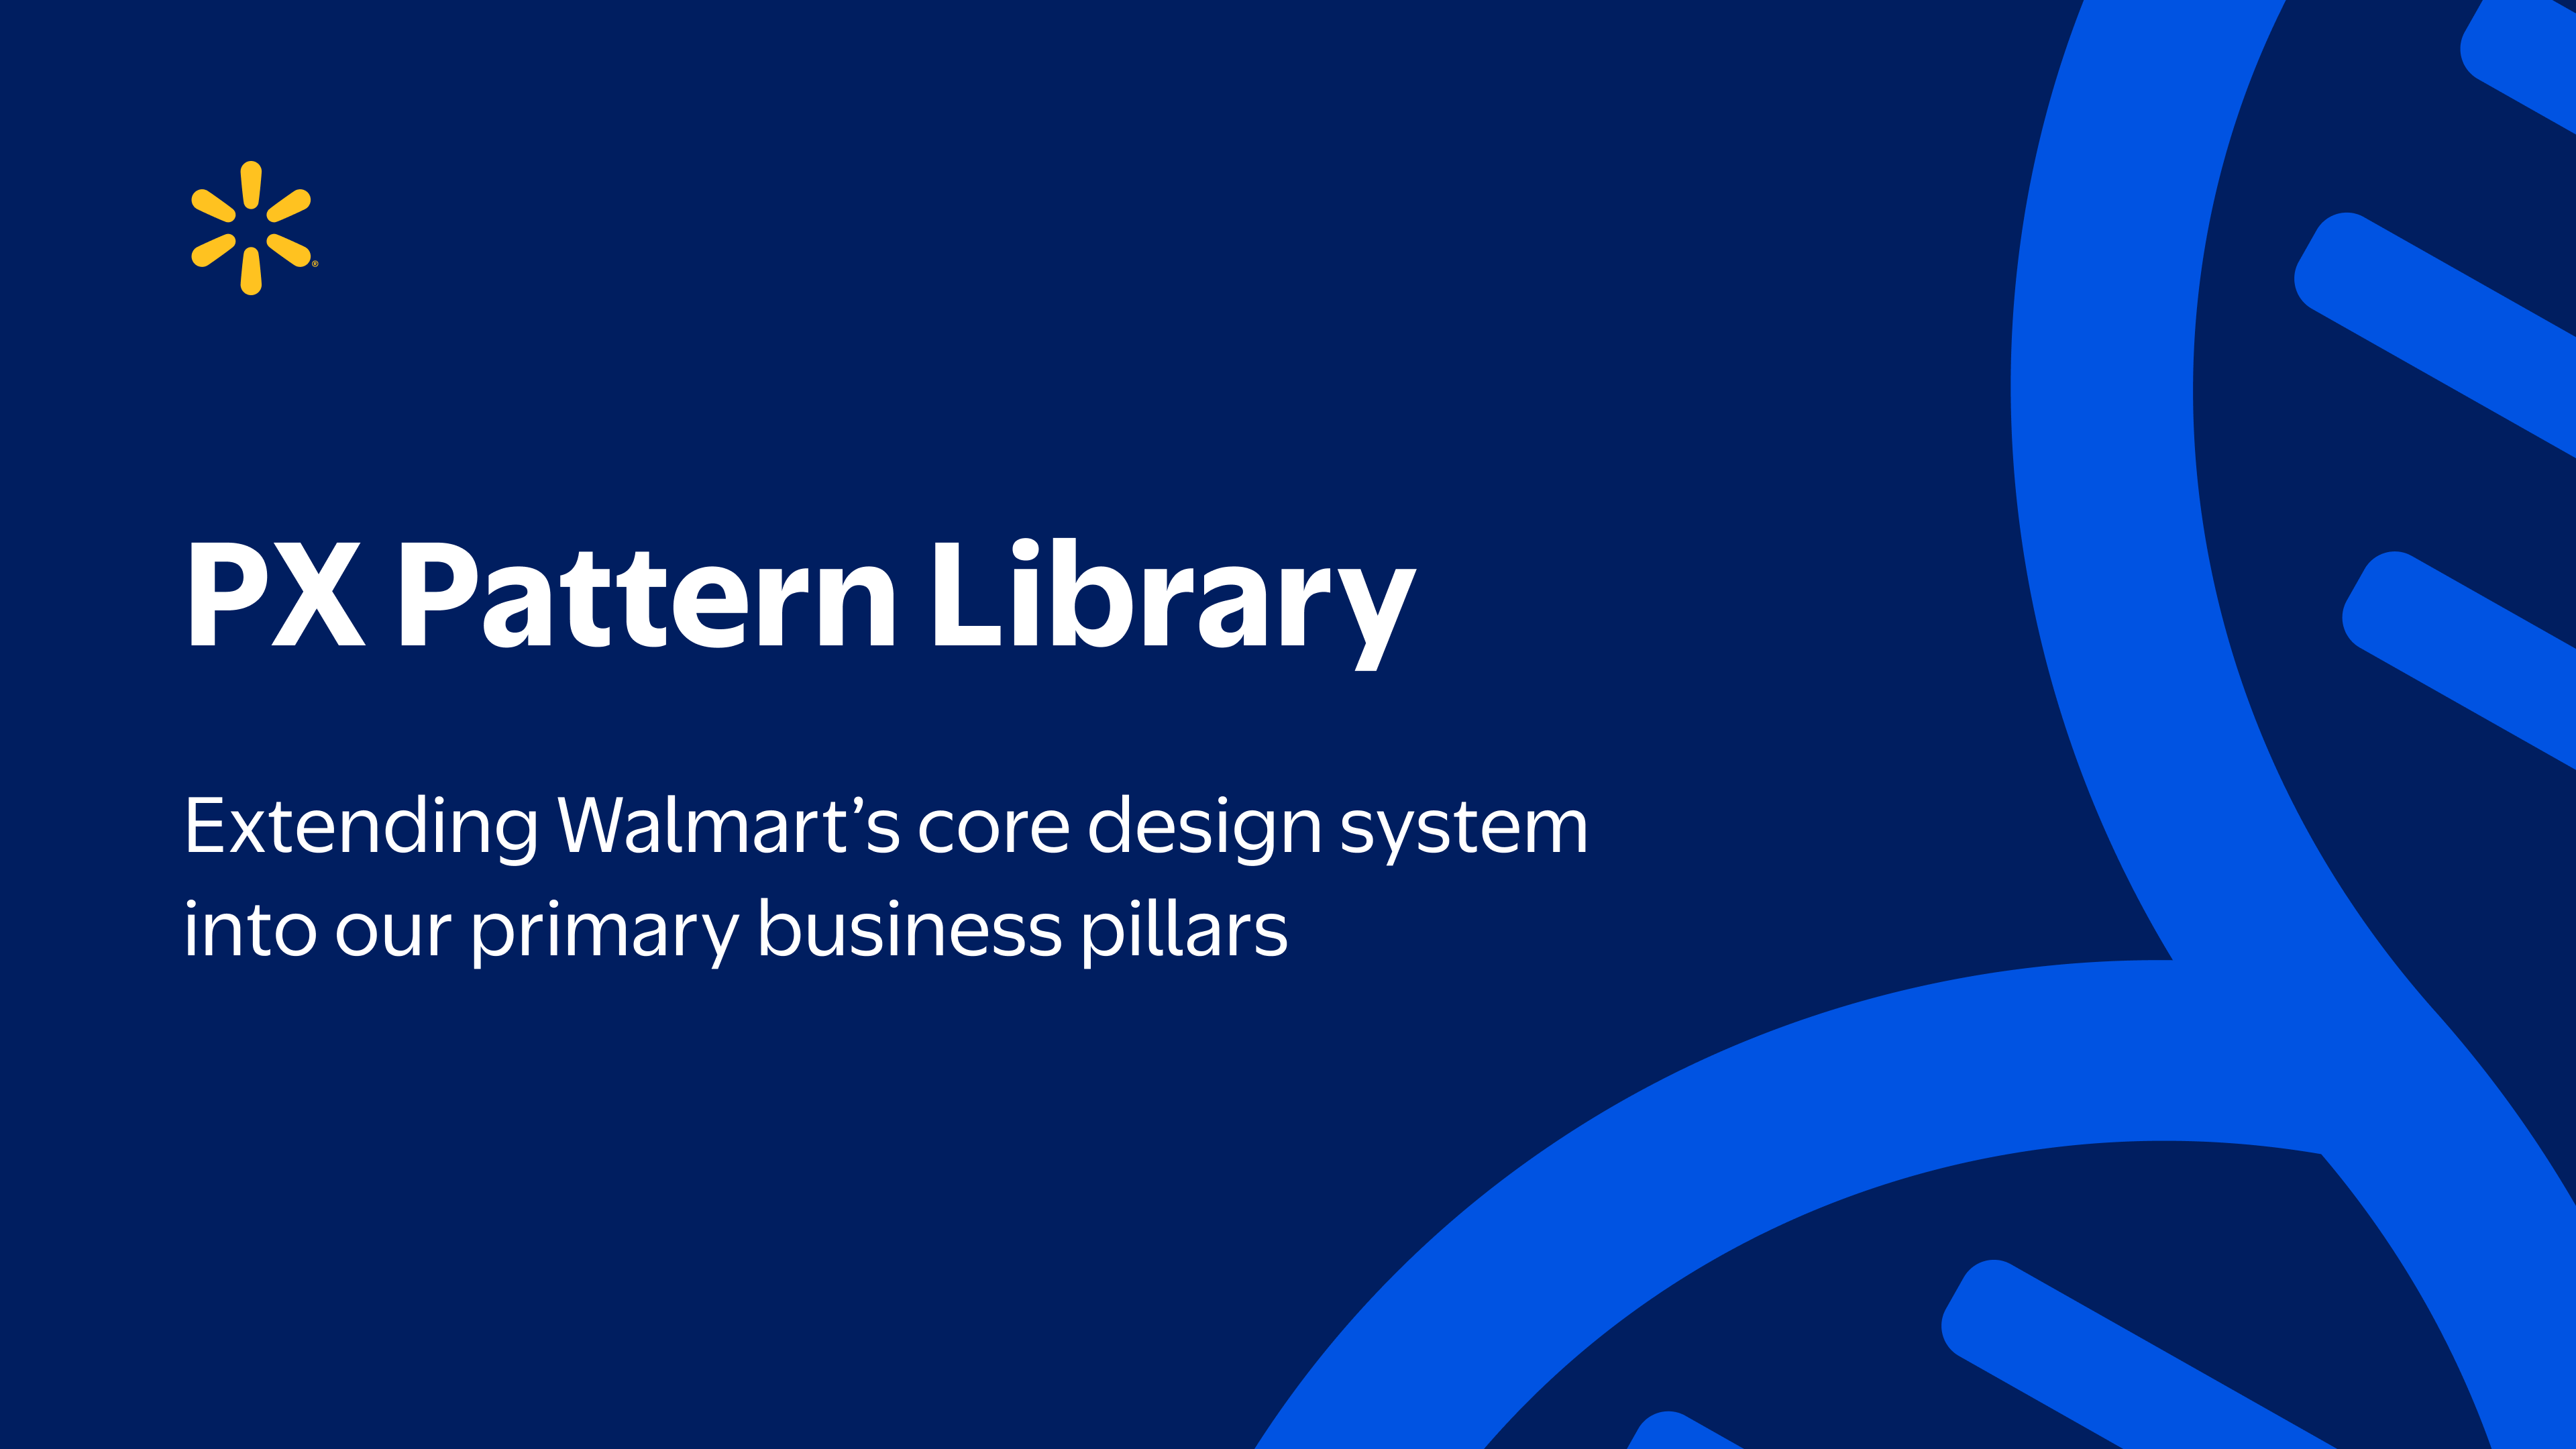 PX Pattern Library
Extending Walmart’s core design system
into our primary business pillars